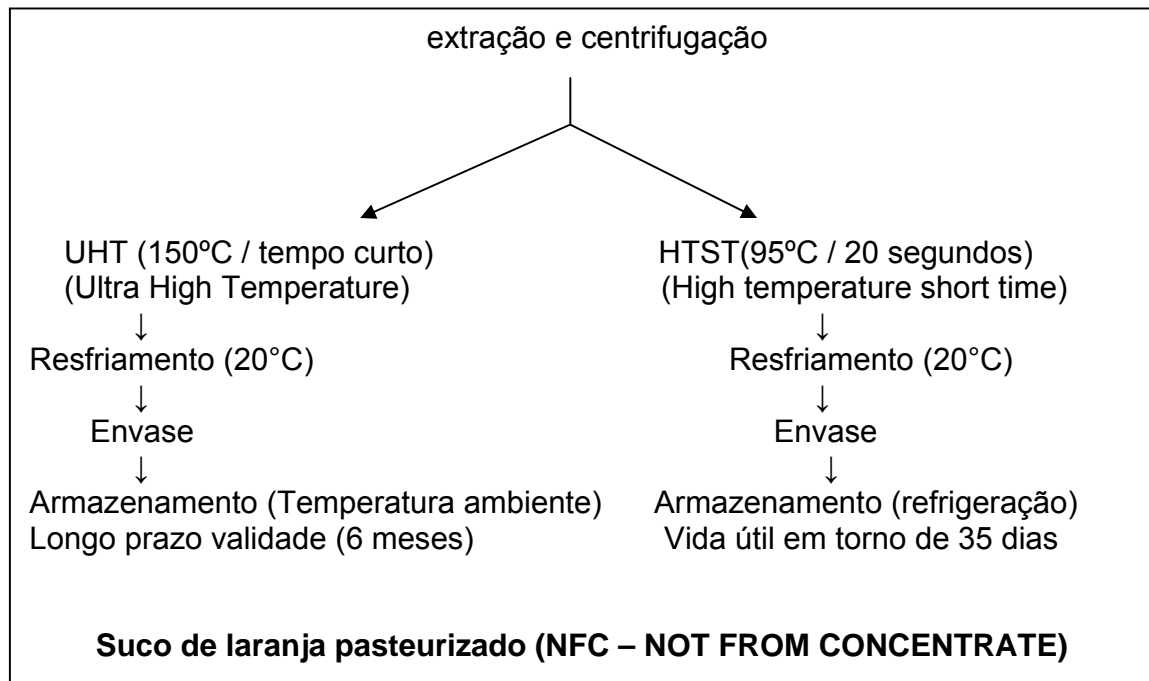 extração e centrifugação
UHT (150ºC / tempo curto)
(Ultra High Temperature)
↓
Resfriamento (20°C)
↓
Envase
↓
Armazenamento (Temperatura ambiente)
Longo prazo validade (6 meses)
HTST(95ºC / 20 segundos)
(High temperature short time)
↓
Resfriamento (20°C)
↓
Envase
↓
Armazenamento (refrigeração)
Vida útil em torno de 35 dias
Suco de laranja pasteurizado (NFC – NOT FROM CONCENTRATE)